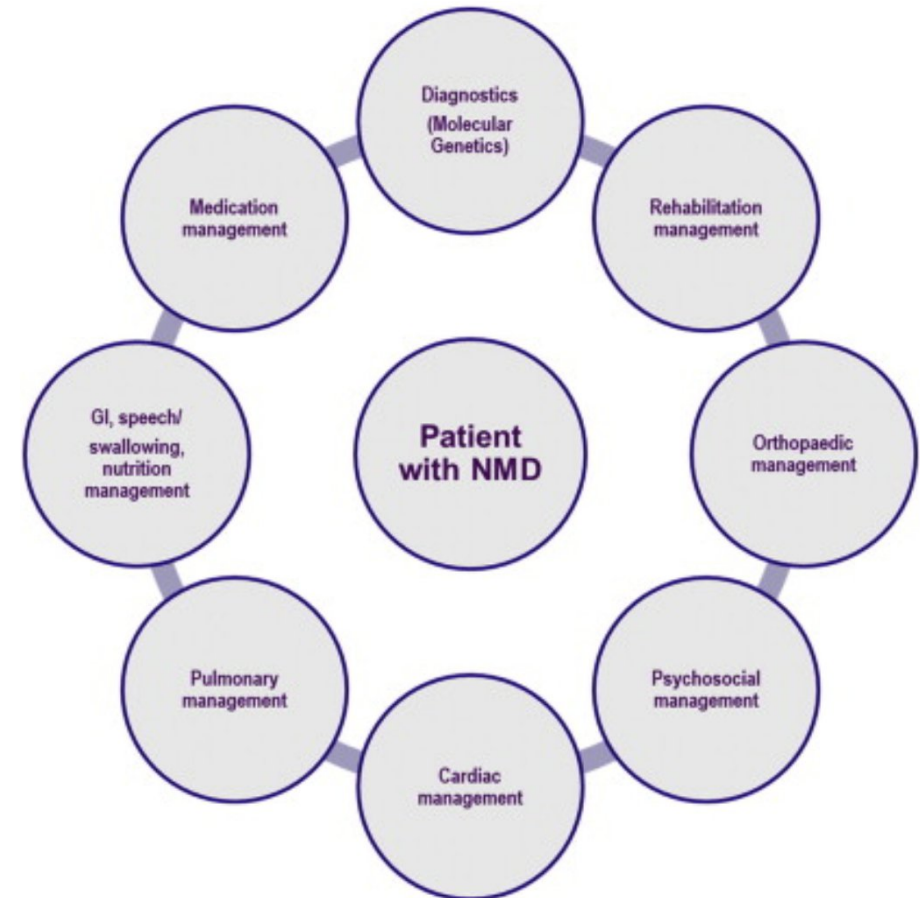 Diagnostics
(Molecular
Genetics)
Medication
management
Rehabilitation
management
GI, speech/
swallowing,
nutrition
management
Patient
with NMD
Orthopaedic
management
Pulmonary
management
Psychosocial
management
Cardiac
management